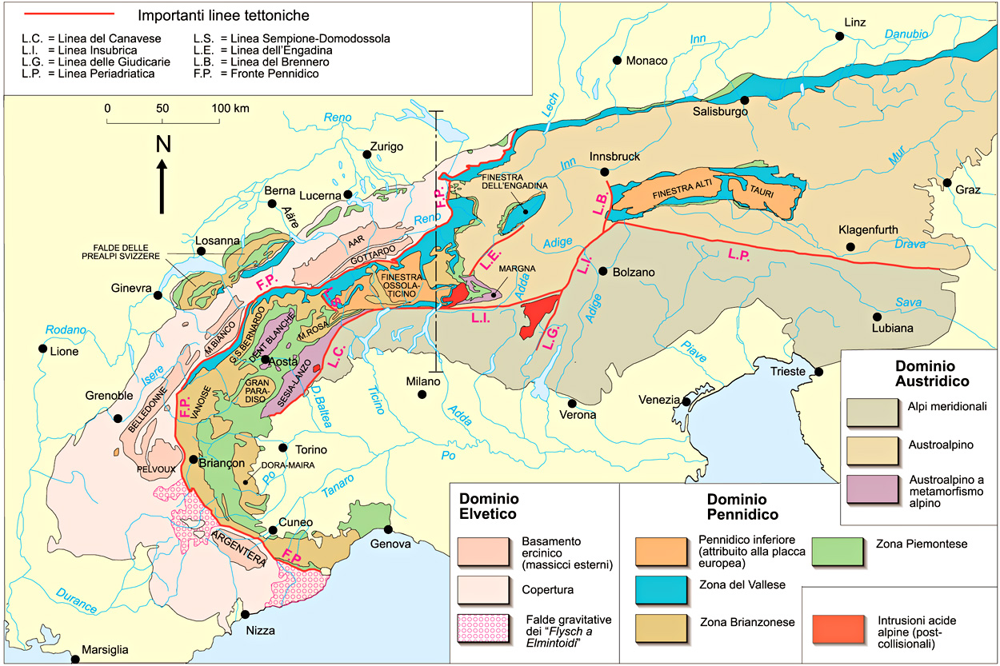 Importanti linee tettoniche
L.C. = Linea del Canavese
L.I. = Linea Insubrica
L.G. = Linea delle Giudicarie
L.P. = Linea Periadriatica
L.S. = Linea Sempione-Domodossola
L.E. = Linea dell'Engadina
L.B. = Linea del Brennero
F.P. = Fronte Pennidico
0 50 100 km
N
Linz
Danubio
Inn
Monaco
Lech
Salisburgo
Reno
Zurigo
Innsbruck
Inn
Mur
Graz
FINESTRA
DELL'ENGADINA
L.B.
FINESTRA ALTI
TAURI
Berna
Lucerna
Aäre
F.P.
Reno
Losanna
AAR
GOTTARDO
Adige
Klagenfurth
Drava
L.P.
FALDE DELLE
PREALPI SVIZZERE
L.E.
L.I.
MARGNA
Bolzano
Ginevra
F.P.
FINESTRA
OSSOLA-
TICINO
L.S.
Adda
Adige
Sava
Lubiana
L.I.
L.G.
Rodano
Lione
M.BIANCO
G.S.BERNARDO
DENT BLANCHE
M.ROSA
L.C.
Aosta
Isere
SESIA-LANZO
GRAN
PARA-
DISO
Piave
Trieste
Milano
Grenoble
BELLEDONNE
F.P.
VANOISE
D.Baltea
Ticino
Adda
Verona
Venezia
Torino
Po
PELVOUX
Briançon
DORA-MAIRA
Po
Tanaro
Cuneo
Genova
ARGENTERA
F.P.
Durance
Nizza
Marsiglia
Dominio
Austridico
Alpi meridionali
Austroalpino
Austroalpino a
metamorfismo
alpino
Dominio
Elvetico
Basamento
ercinico
(massicci esterni)
Copertura
Falde gravitative
dei "Flysch a
Elmintoidi"
Dominio
Pennidico
Pennidico inferiore
(attribuito alla placca
europea)
Zona del Vallese
Zona Brianzonese
Zona Piemontese
Intrusioni acide
alpine (post-
collisionali)